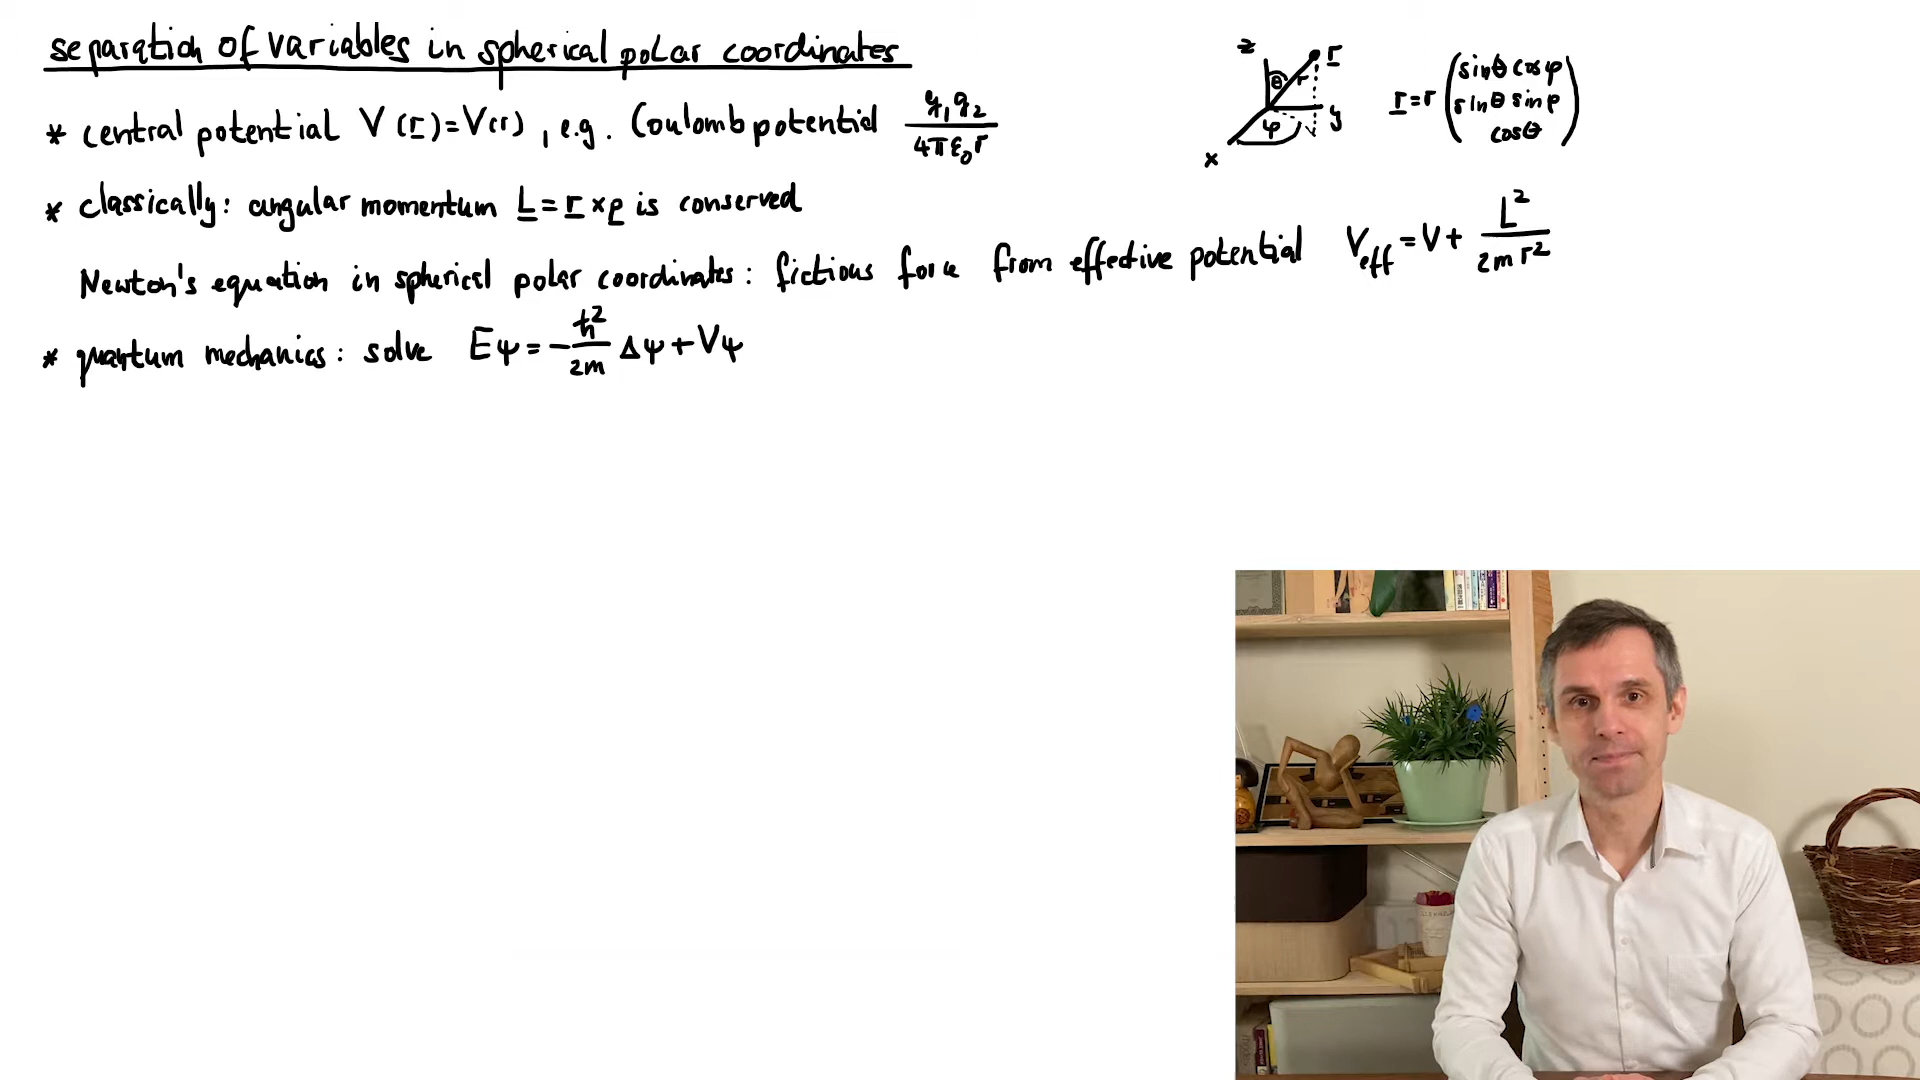 separation of variables in spherical polar coordinates
* central potential V(r)=V(r), e.g. Coulomb potential q₁q₂/4πε₀r
z
θ r r
y
φ
x
r=r (sinθ cosφ
sinθ sinφ
cosθ)
* classically: angular momentum L=r×p is conserved
Newton's equation in sphericl polar coordinates: fictious force from effective potential V_eff = V + L²/2mr²
* quantum mechanics: solve Eψ = -ħ²/2m Δψ + Vψ